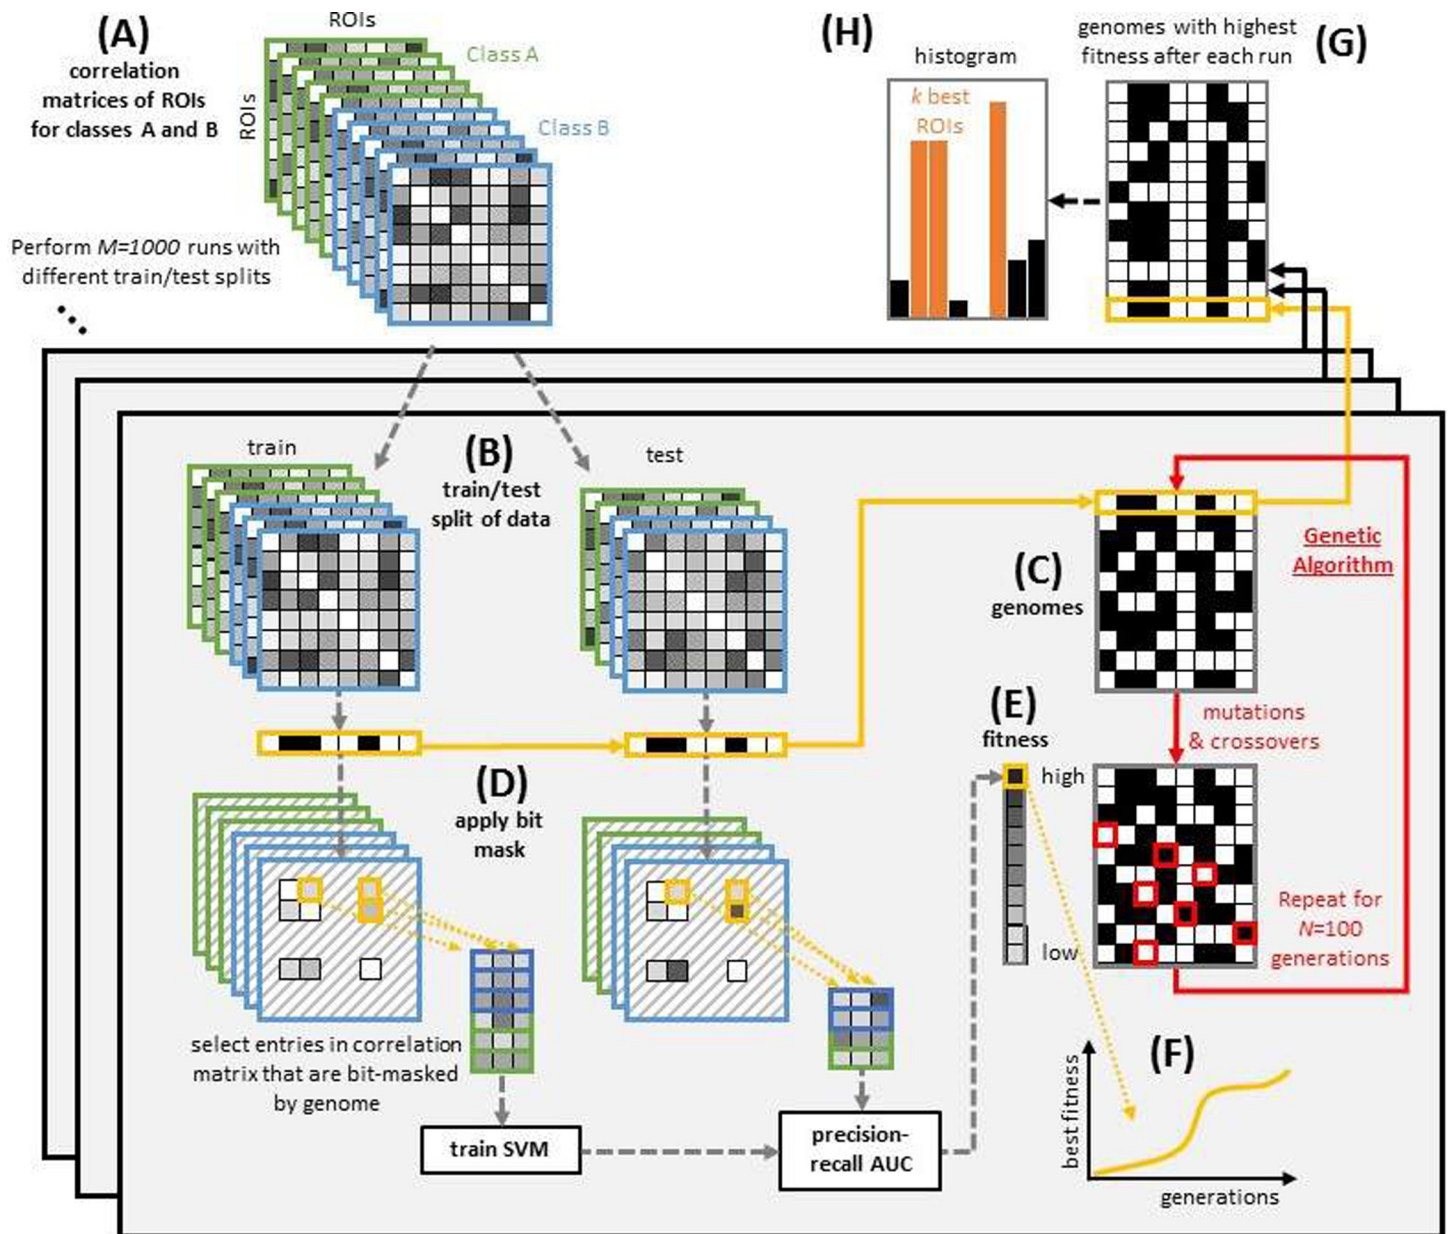 (A)
correlation
matrices of ROIs
for classes A and B
ROIs
ROIs
Class A
Class B
Perform M=1000 runs with
different train/test splits
(H)
histogram
k best
ROIs
genomes with highest
fitness after each run
(G)
train
(B)
train/test
split of data
test
(C)
genomes
Genetic
Algorithm
mutations
& crossovers
(D)
apply bit
mask
(E)
fitness
high
low
Repeat for
N=100
generations
select entries in correlation
matrix that are bit-masked
by genome
train SVM
precision-
recall AUC
(F)
best fitness
generations